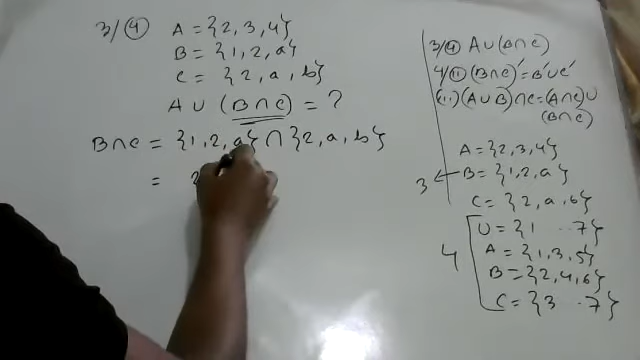 3/(4) A = {2,3,4}
B = {1,2,a}
C = {2,a,b}
A∪(B∩C) = ?
B∩C = {1,2,a} ∩ {2,a,b}
=
A∪(B∩C)
4/(ii) (B∩C)′=B′∪C′
(iii) (A∪B)∩C=(A∩C)∪
(B∩C)
A={2,3,4}
3 ← B={1,2,a}
C={2,a,b}
U={1 ..7}
4 A={1,3,5}
B={2,4,6}
C={3 ..7}